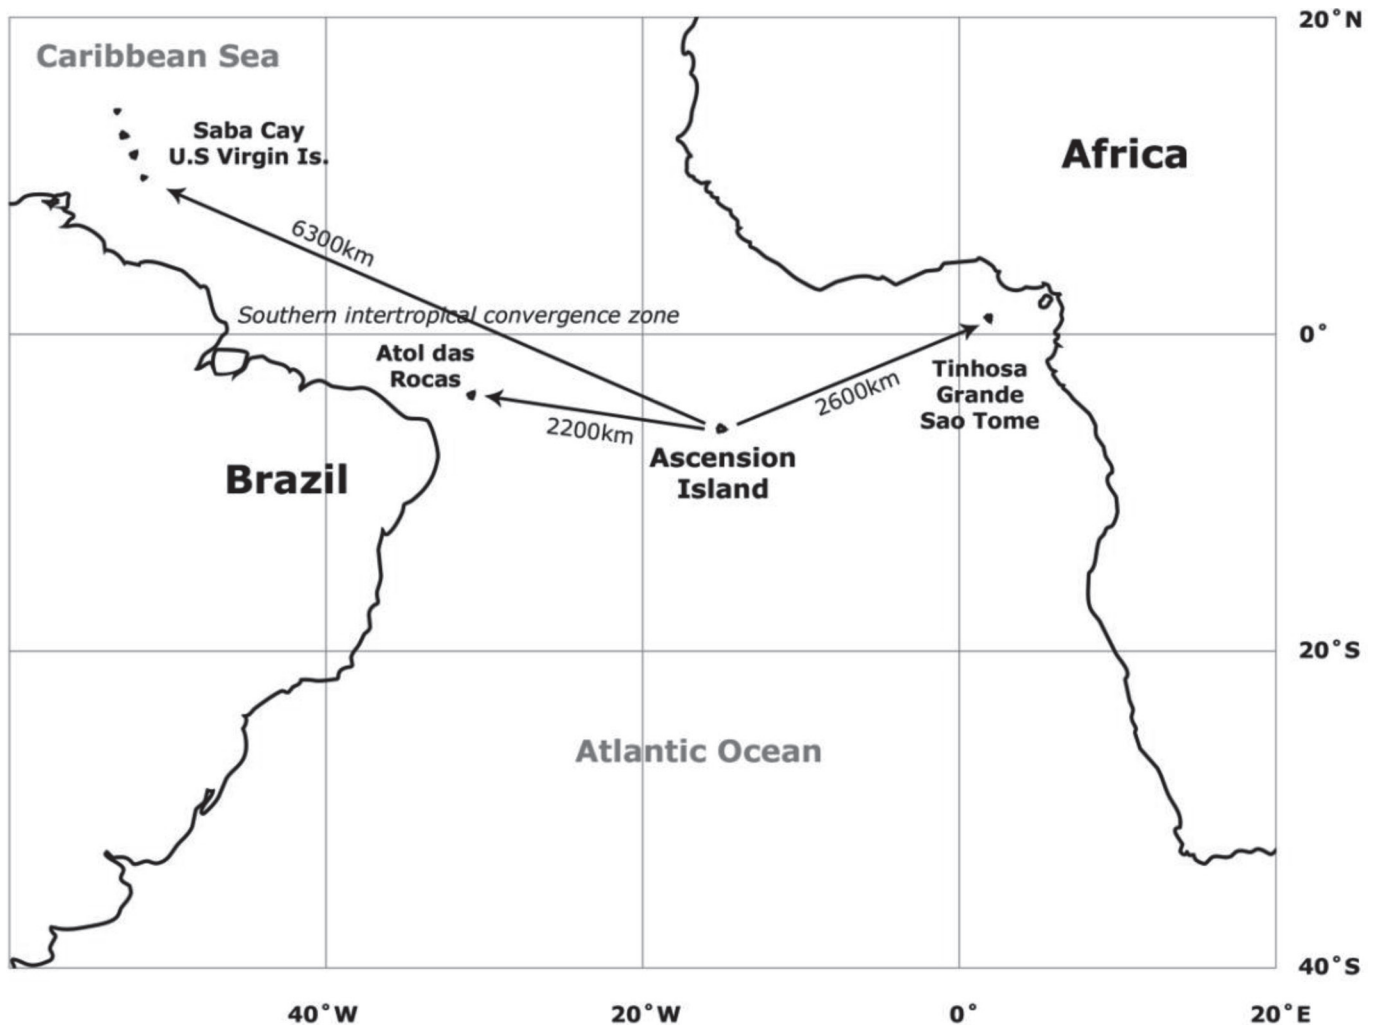 20°N
Caribbean Sea
Saba Cay
U.S Virgin Is.
Africa
6300km
Southern intertropical convergence zone
0°
Atol das
Rocas
2200km
2600km
Tinhosa
Grande
Sao Tome
Ascension
Island
Brazil
20°S
Atlantic Ocean
40°S
40°W
20°W
0°
20°E